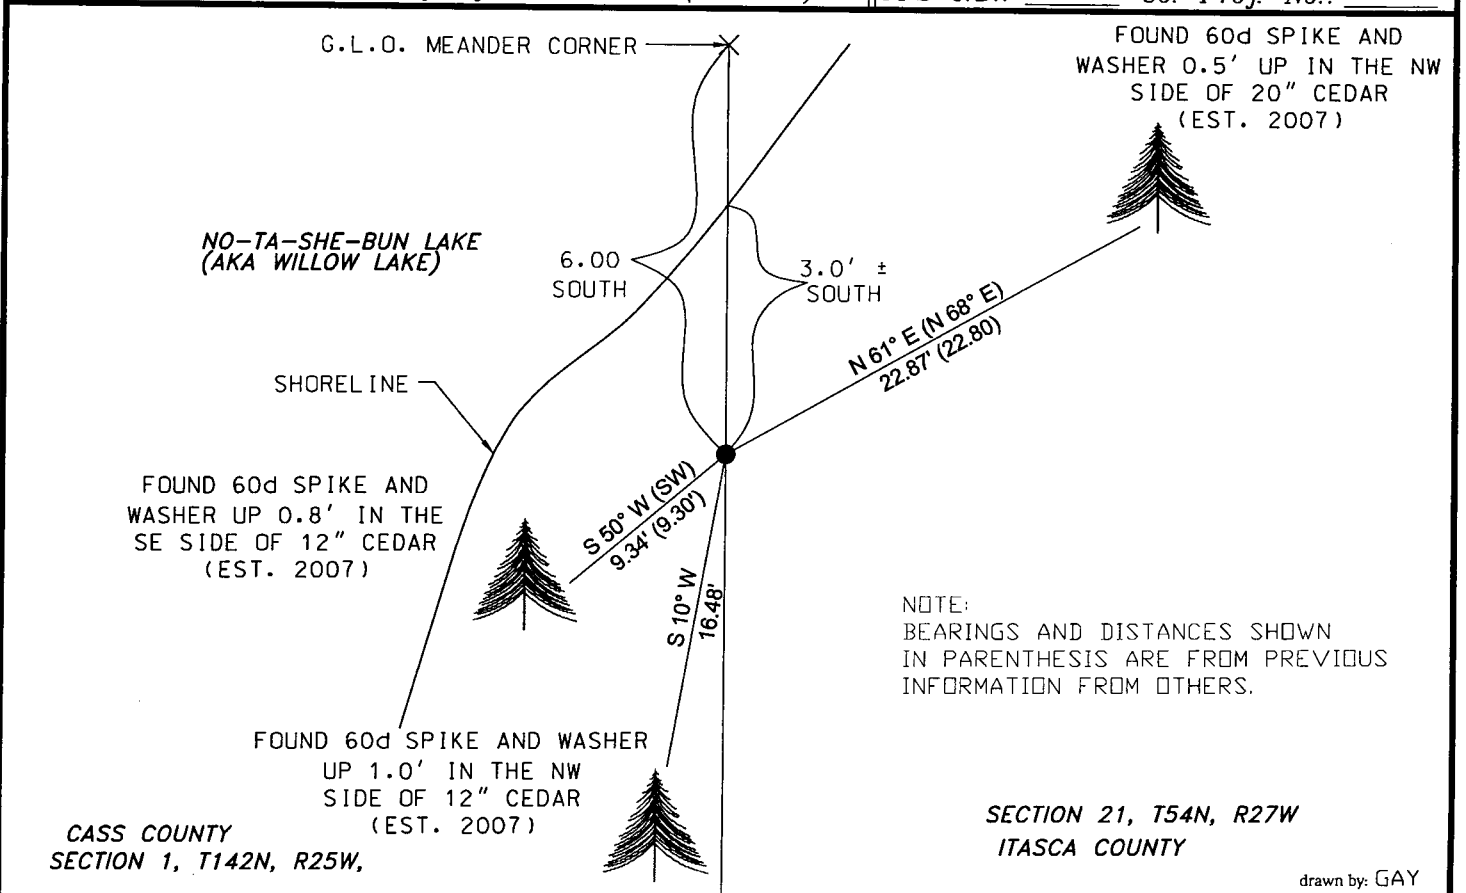 G.L.O. MEANDER CORNER
FOUND 60d SPIKE AND
WASHER 0.5' UP IN THE NW
SIDE OF 20" CEDAR
(EST. 2007)
NO-TA-SHE-BUN LAKE
(AKA WILLOW LAKE)
6.00
SOUTH
3.0' ±
SOUTH
N 61° E (N 68° E)
22.87' (22.80)
SHORELINE
FOUND 60d SPIKE AND
WASHER UP 0.8' IN THE
SE SIDE OF 12" CEDAR
(EST. 2007)
S 50° W (SW)
9.34' (9.30')
S 10° W
16.48'
NOTE:
BEARINGS AND DISTANCES SHOWN
IN PARENTHESIS ARE FROM PREVIOUS
INFORMATION FROM OTHERS.
FOUND 60d SPIKE AND WASHER
UP 1.0' IN THE NW
SIDE OF 12" CEDAR
(EST. 2007)
CASS COUNTY
SECTION 1, T142N, R25W,
SECTION 21, T54N, R27W
ITASCA COUNTY
drawn by: GAY